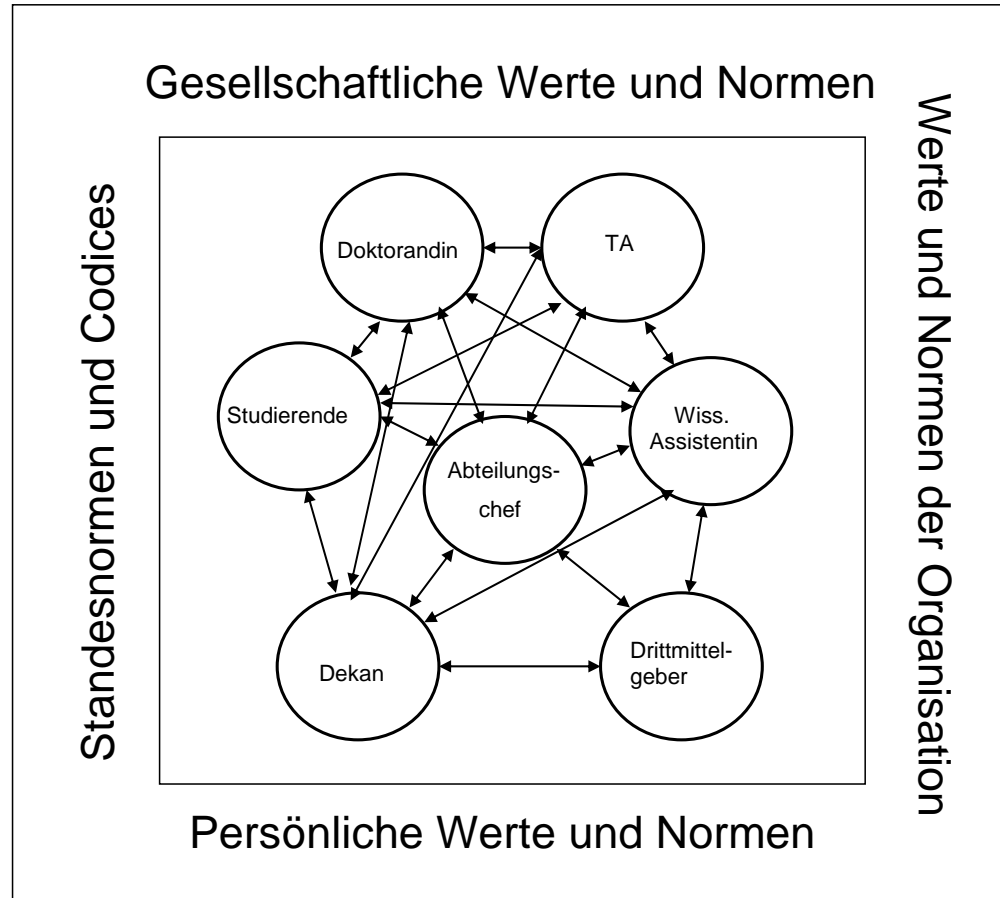 Gesellschaftliche Werte und Normen
Standesnormen und Codices
Werte und Normen der Organisation
Doktorandin
TA
Studierende
Wiss.
Assistentin
Abteilungs-
chef
Dekan
Drittmittel-
geber
Persönliche Werte und Normen